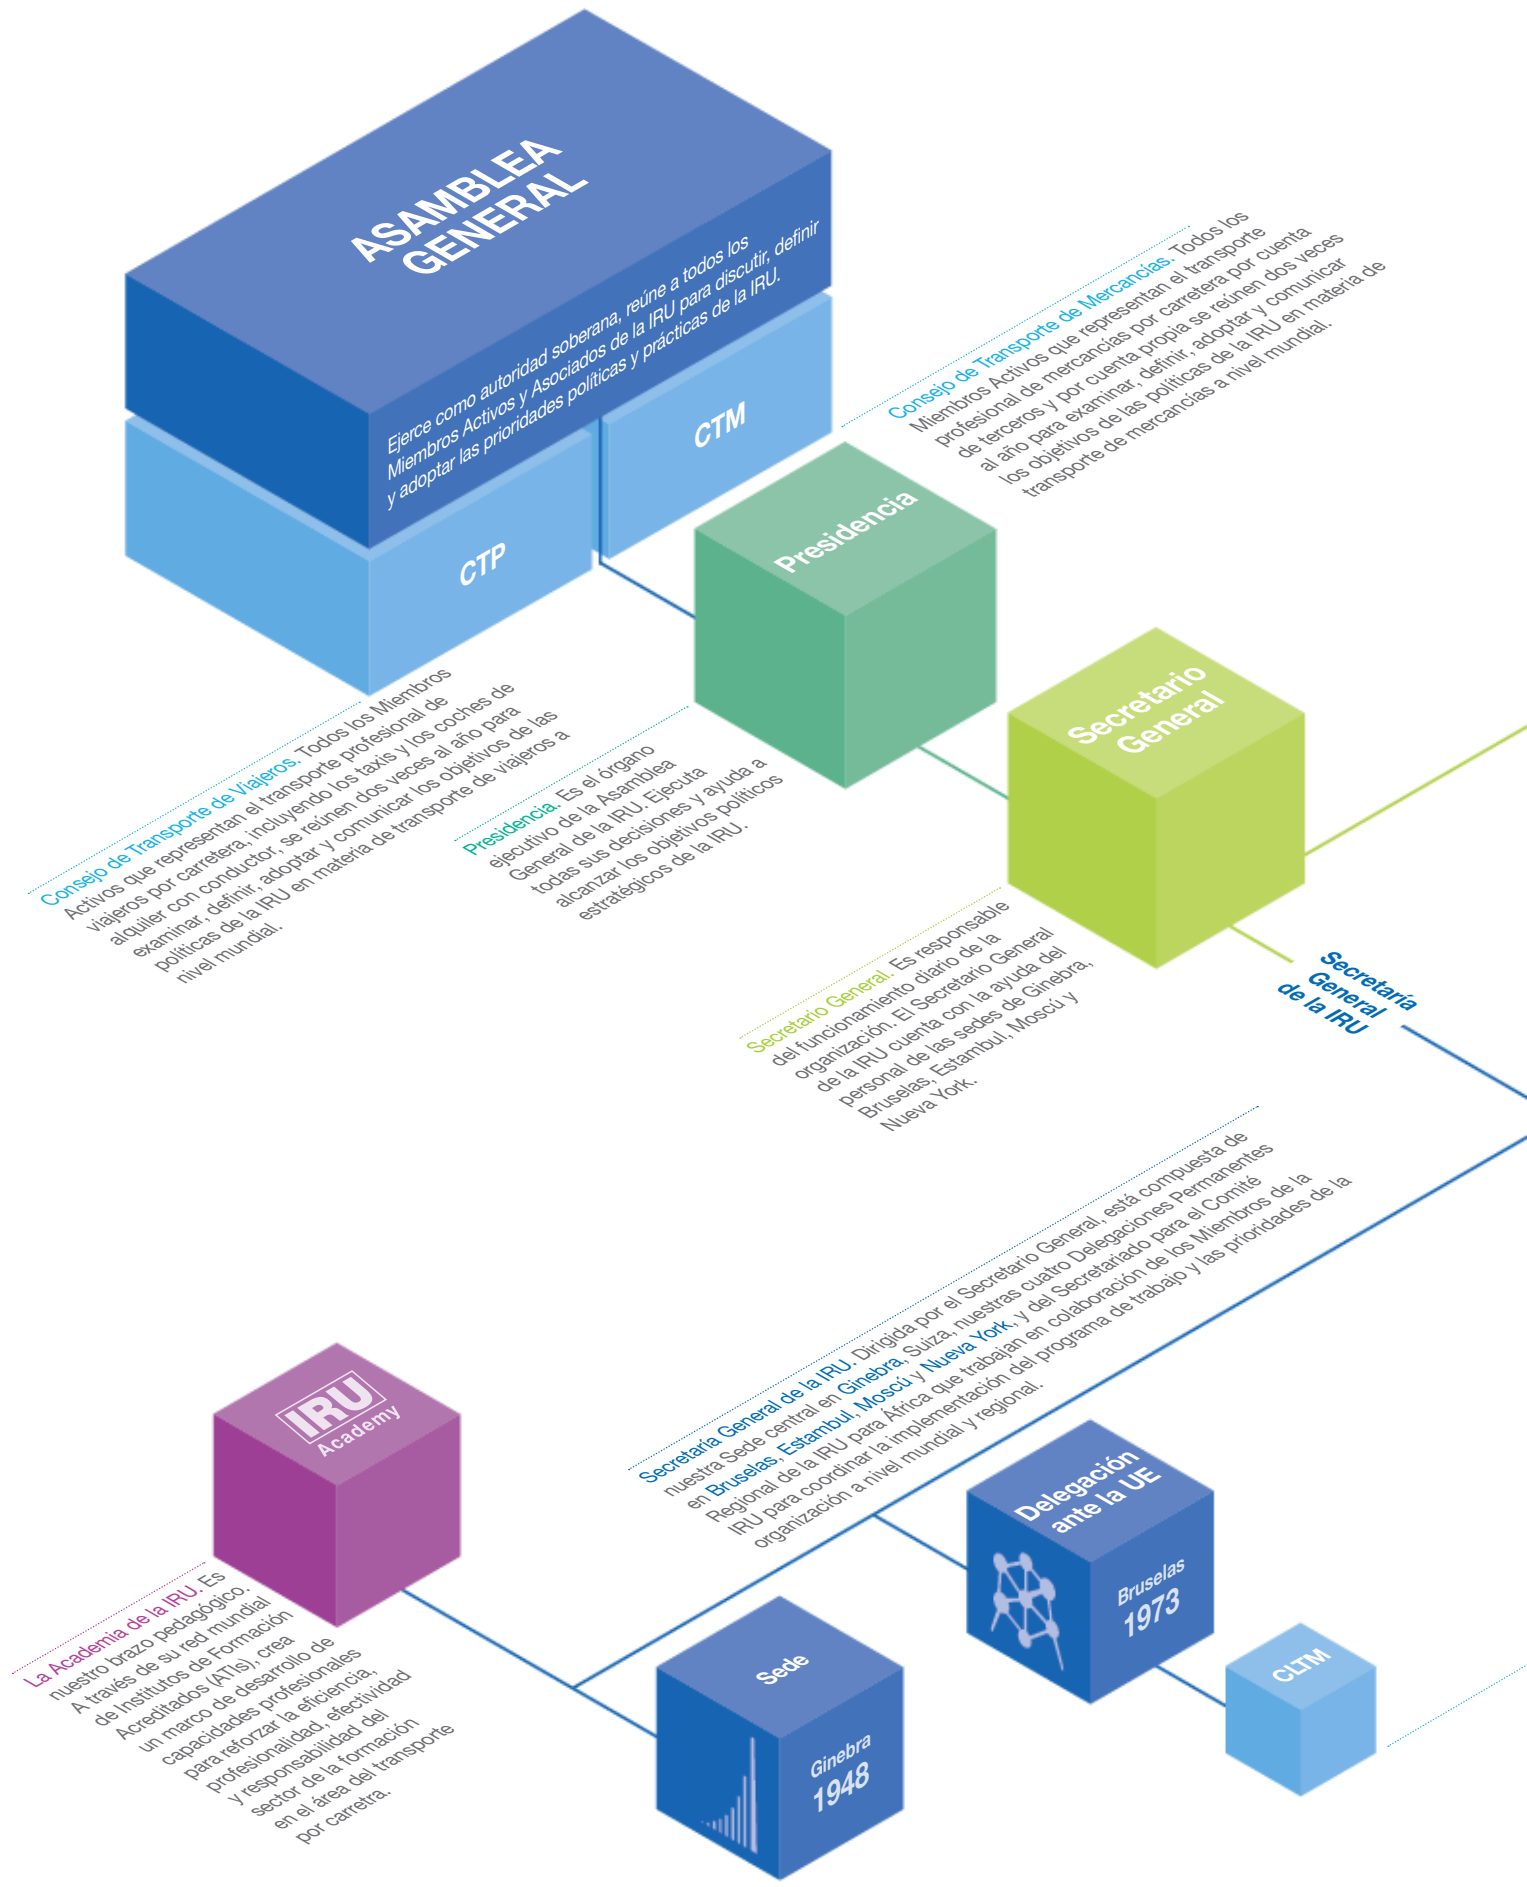 ASAMBLEA
GENERAL
Ejerce como autoridad soberana, reúne a todos los
Miembros Activos y Asociados de la IRU para discutir, definir
y adoptar las prioridades políticas y prácticas de la IRU.
CTM
CTP
Consejo de Transporte de Mercancías. Todos los
Miembros Activos que representan el transporte
profesional de mercancías por carretera por cuenta
de terceros y por cuenta propia se reúnen dos veces
al año para examinar, definir, adoptar y comunicar
los objetivos de las políticas de la IRU en materia de
transporte de mercancías a nivel mundial.
Presidencia
Secretario
General
Consejo de Transporte de Viajeros. Todos los Miembros
Activos que representan el transporte profesional de
viajeros por carretera, incluyendo los taxis y los coches de
alquiler con conductor, se reúnen dos veces al año para
examinar, definir, adoptar y comunicar los objetivos de las
políticas de la IRU en materia de transporte de viajeros a
nivel mundial.
Presidencia. Es el órgano
ejecutivo de la Asamblea
General de la IRU. Ejecuta
todas sus decisiones y ayuda a
alcanzar los objetivos políticos
estratégicos de la IRU.
Secretario General. Es responsable
del funcionamiento diario de la
organización. El Secretario General
de la IRU cuenta con la ayuda del
personal de las sedes de Ginebra,
Bruselas, Estambul, Moscú y
Nueva York.
Secretaría
General
de la IRU
Secretaría General de la IRU. Dirigida por el Secretario General, está compuesta de
nuestra Sede central en Ginebra, Suiza, nuestras cuatro Delegaciones Permanentes
en Bruselas, Estambul, Moscú y Nueva York, y del Secretariado para el Comité
Regional de la IRU para África que trabajan en colaboración de los Miembros de la
IRU para coordinar la implementación del programa de trabajo y las prioridades de la
organización a nivel mundial y regional.
IRU
Academy
La Academia de la IRU. Es
nuestro brazo pedagógico.
A través de su red mundial
de Institutos de Formación
Acreditados (ATIs), crea
un marco de desarrollo de
capacidades profesionales
para reforzar la eficiencia,
profesionalidad, efectividad
y responsabilidad del
sector de la formación
en el área del transporte
por carretra.
Delegación
ante la UE
Bruselas
1973
Sede
Ginebra
1948
CLTM